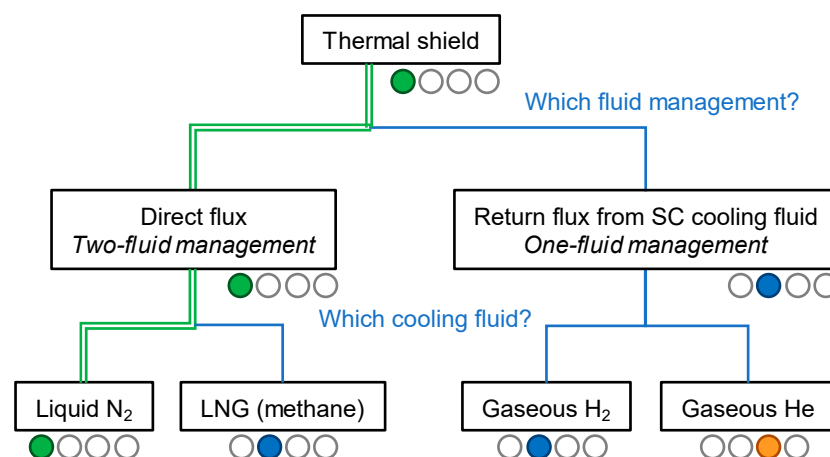 Thermal shield
Which fluid management?
Direct flux
Two-fluid management
Return flux from SC cooling fluid
One-fluid management
Which cooling fluid?
Liquid N₂
LNG (methane)
Gaseous H₂
Gaseous He